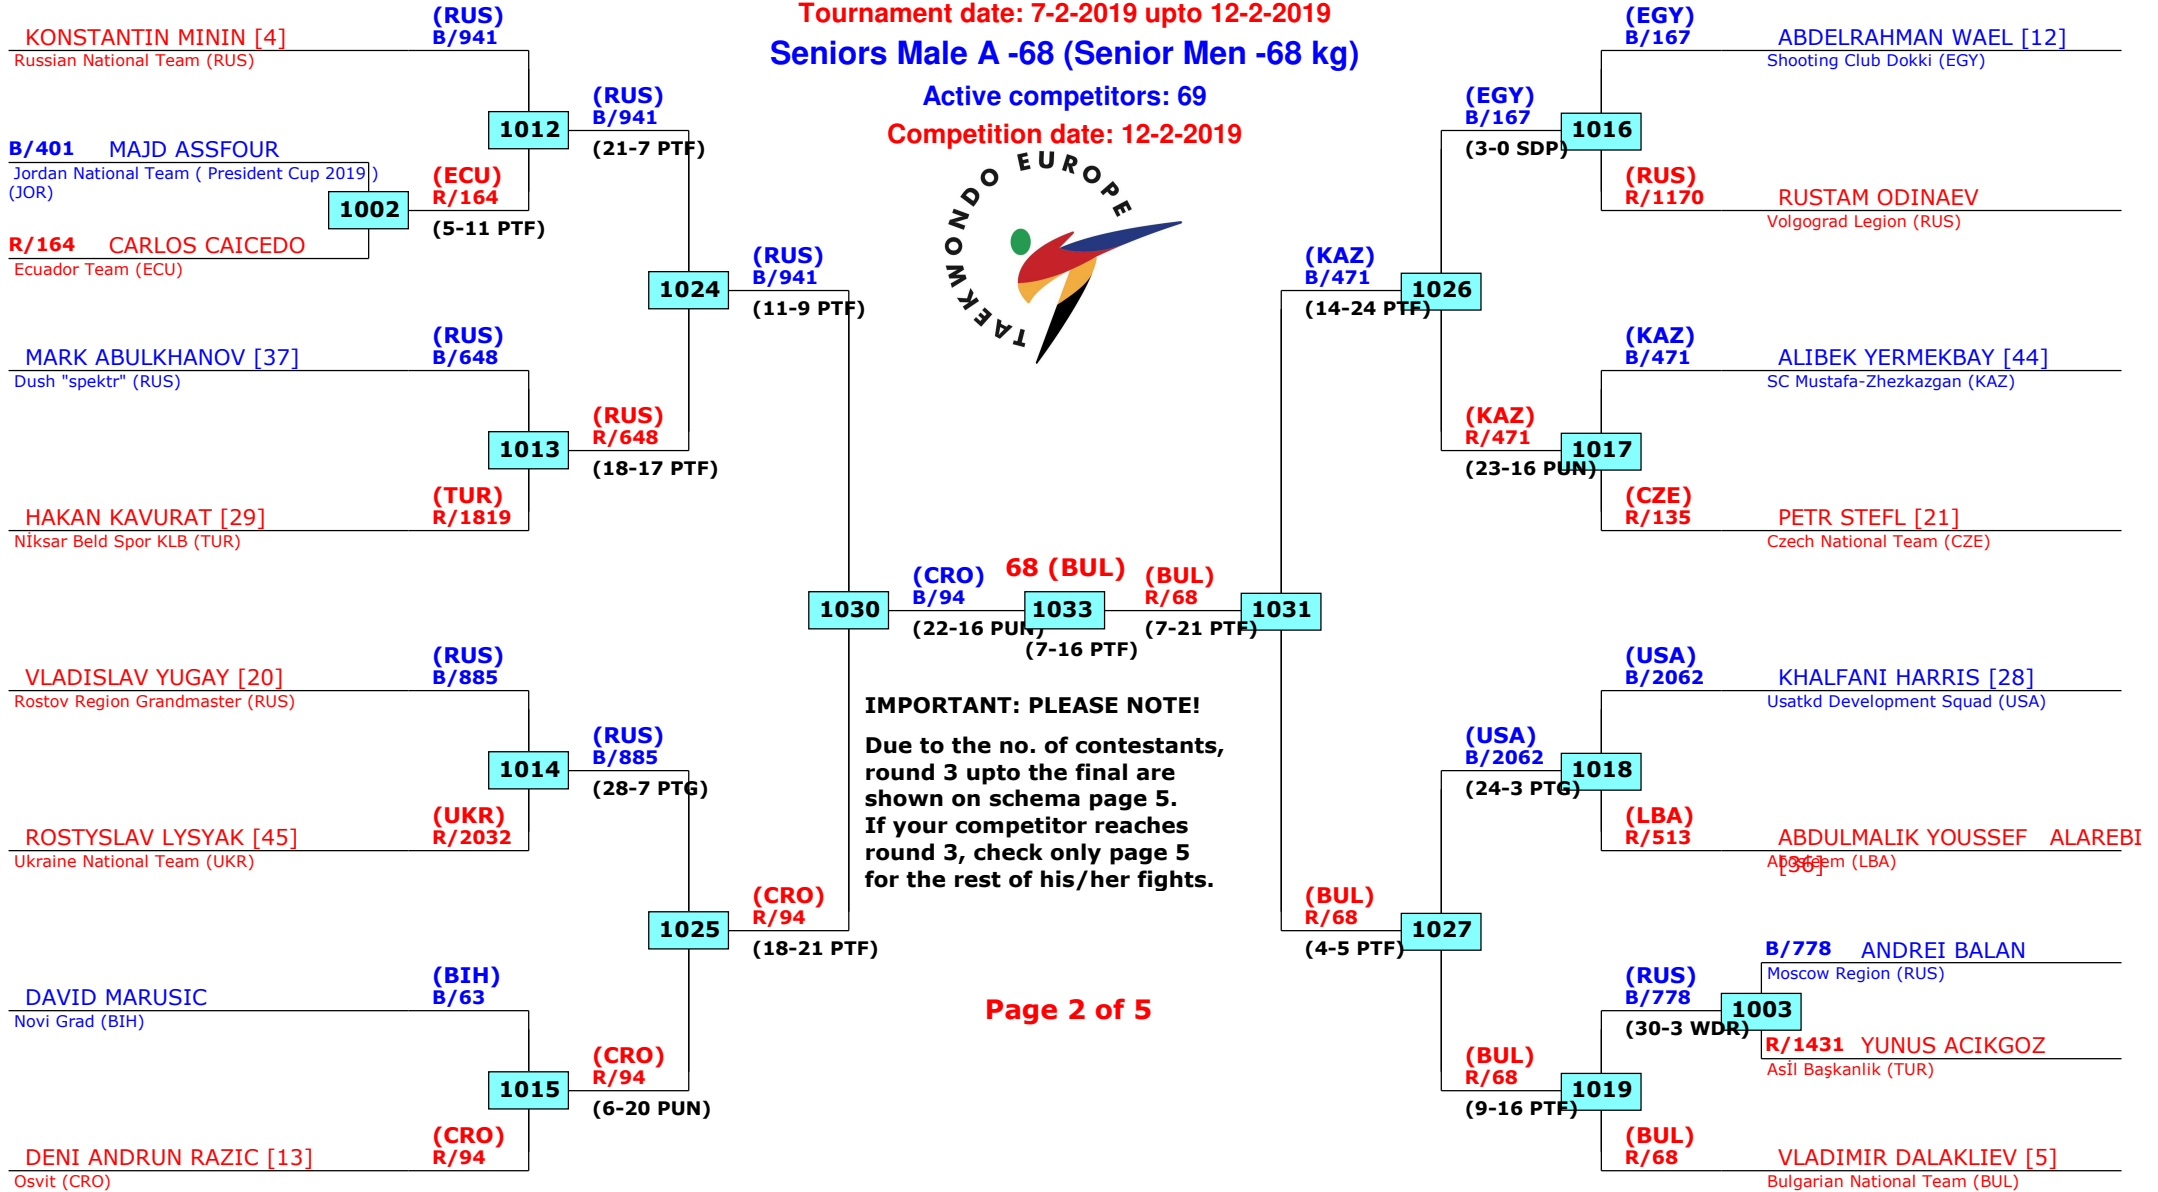 Tournament date: 7-2-2019 upto 12-2-2019
Seniors Male A -68 (Senior Men -68 kg)
Active competitors: 69
Competition date: 12-2-2019
TAEKWONDO EUROPE
KONSTANTIN MININ [4]
Russian National Team (RUS)
(RUS)
B/941
B/401 MAJD ASSFOUR
Jordan National Team ( President Cup 2019 )
(JOR)
1002
R/164 CARLOS CAICEDO
Ecuador Team (ECU)
(ECU)
R/164
(5-11 PTF)
1012
(RUS)
B/941
(21-7 PTF)
MARK ABULKHANOV [37]
Dush "spektr" (RUS)
(RUS)
B/648
1013
HAKAN KAVURAT [29]
Nİksar Beld Spor KLB (TUR)
(TUR)
R/1819
(RUS)
R/648
(18-17 PTF)
1024
(RUS)
B/941
(11-9 PTF)
VLADISLAV YUGAY [20]
Rostov Region Grandmaster (RUS)
(RUS)
B/885
1014
ROSTYSLAV LYSYAK [45]
Ukraine National Team (UKR)
(UKR)
R/2032
(RUS)
B/885
(28-7 PTG)
DAVID MARUSIC
Novi Grad (BIH)
(BIH)
B/63
1015
DENI ANDRUN RAZIC [13]
Osvit (CRO)
(CRO)
R/94
(CRO)
R/94
(6-20 PUN)
1025
(CRO)
R/94
(18-21 PTF)
1030
(CRO)
B/94
(22-16 PUN)
68 (BUL)
1033
(7-16 PTF)
(BUL)
R/68
(7-21 PTF)
1031
IMPORTANT: PLEASE NOTE!
Due to the no. of contestants,
round 3 upto the final are
shown on schema page 5.
If your competitor reaches
round 3, check only page 5
for the rest of his/her fights.
Page 2 of 5
(EGY)
B/167
ABDELRAHMAN WAEL [12]
Shooting Club Dokki (EGY)
1016
(EGY)
B/167
(3-0 SDP)
(RUS)
R/1170
RUSTAM ODINAEV
Volgograd Legion (RUS)
(KAZ)
B/471
(14-24 PTF)
1026
(KAZ)
B/471
ALIBEK YERMEKBAY [44]
SC Mustafa-Zhezkazgan (KAZ)
(KAZ)
R/471
(23-16 PUN)
1017
(CZE)
R/135
PETR STEFL [21]
Czech National Team (CZE)
(USA)
B/2062
KHALFANI HARRIS [28]
Usatkd Development Squad (USA)
(USA)
B/2062
(24-3 PTG)
1018
(LBA)
R/513
ABDULMALIK YOUSSEF ALAREBI
[36]
(LBA)
(BUL)
R/68
(4-5 PTF)
1027
B/778 ANDREI BALAN
Moscow Region (RUS)
(RUS)
B/778
(30-3 WDR)
1003
R/1431 YUNUS ACIKGOZ
Asİl Başkanlik (TUR)
(BUL)
R/68
(9-16 PTF)
1019
(BUL)
R/68
VLADIMIR DALAKLIEV [5]
Bulgarian National Team (BUL)